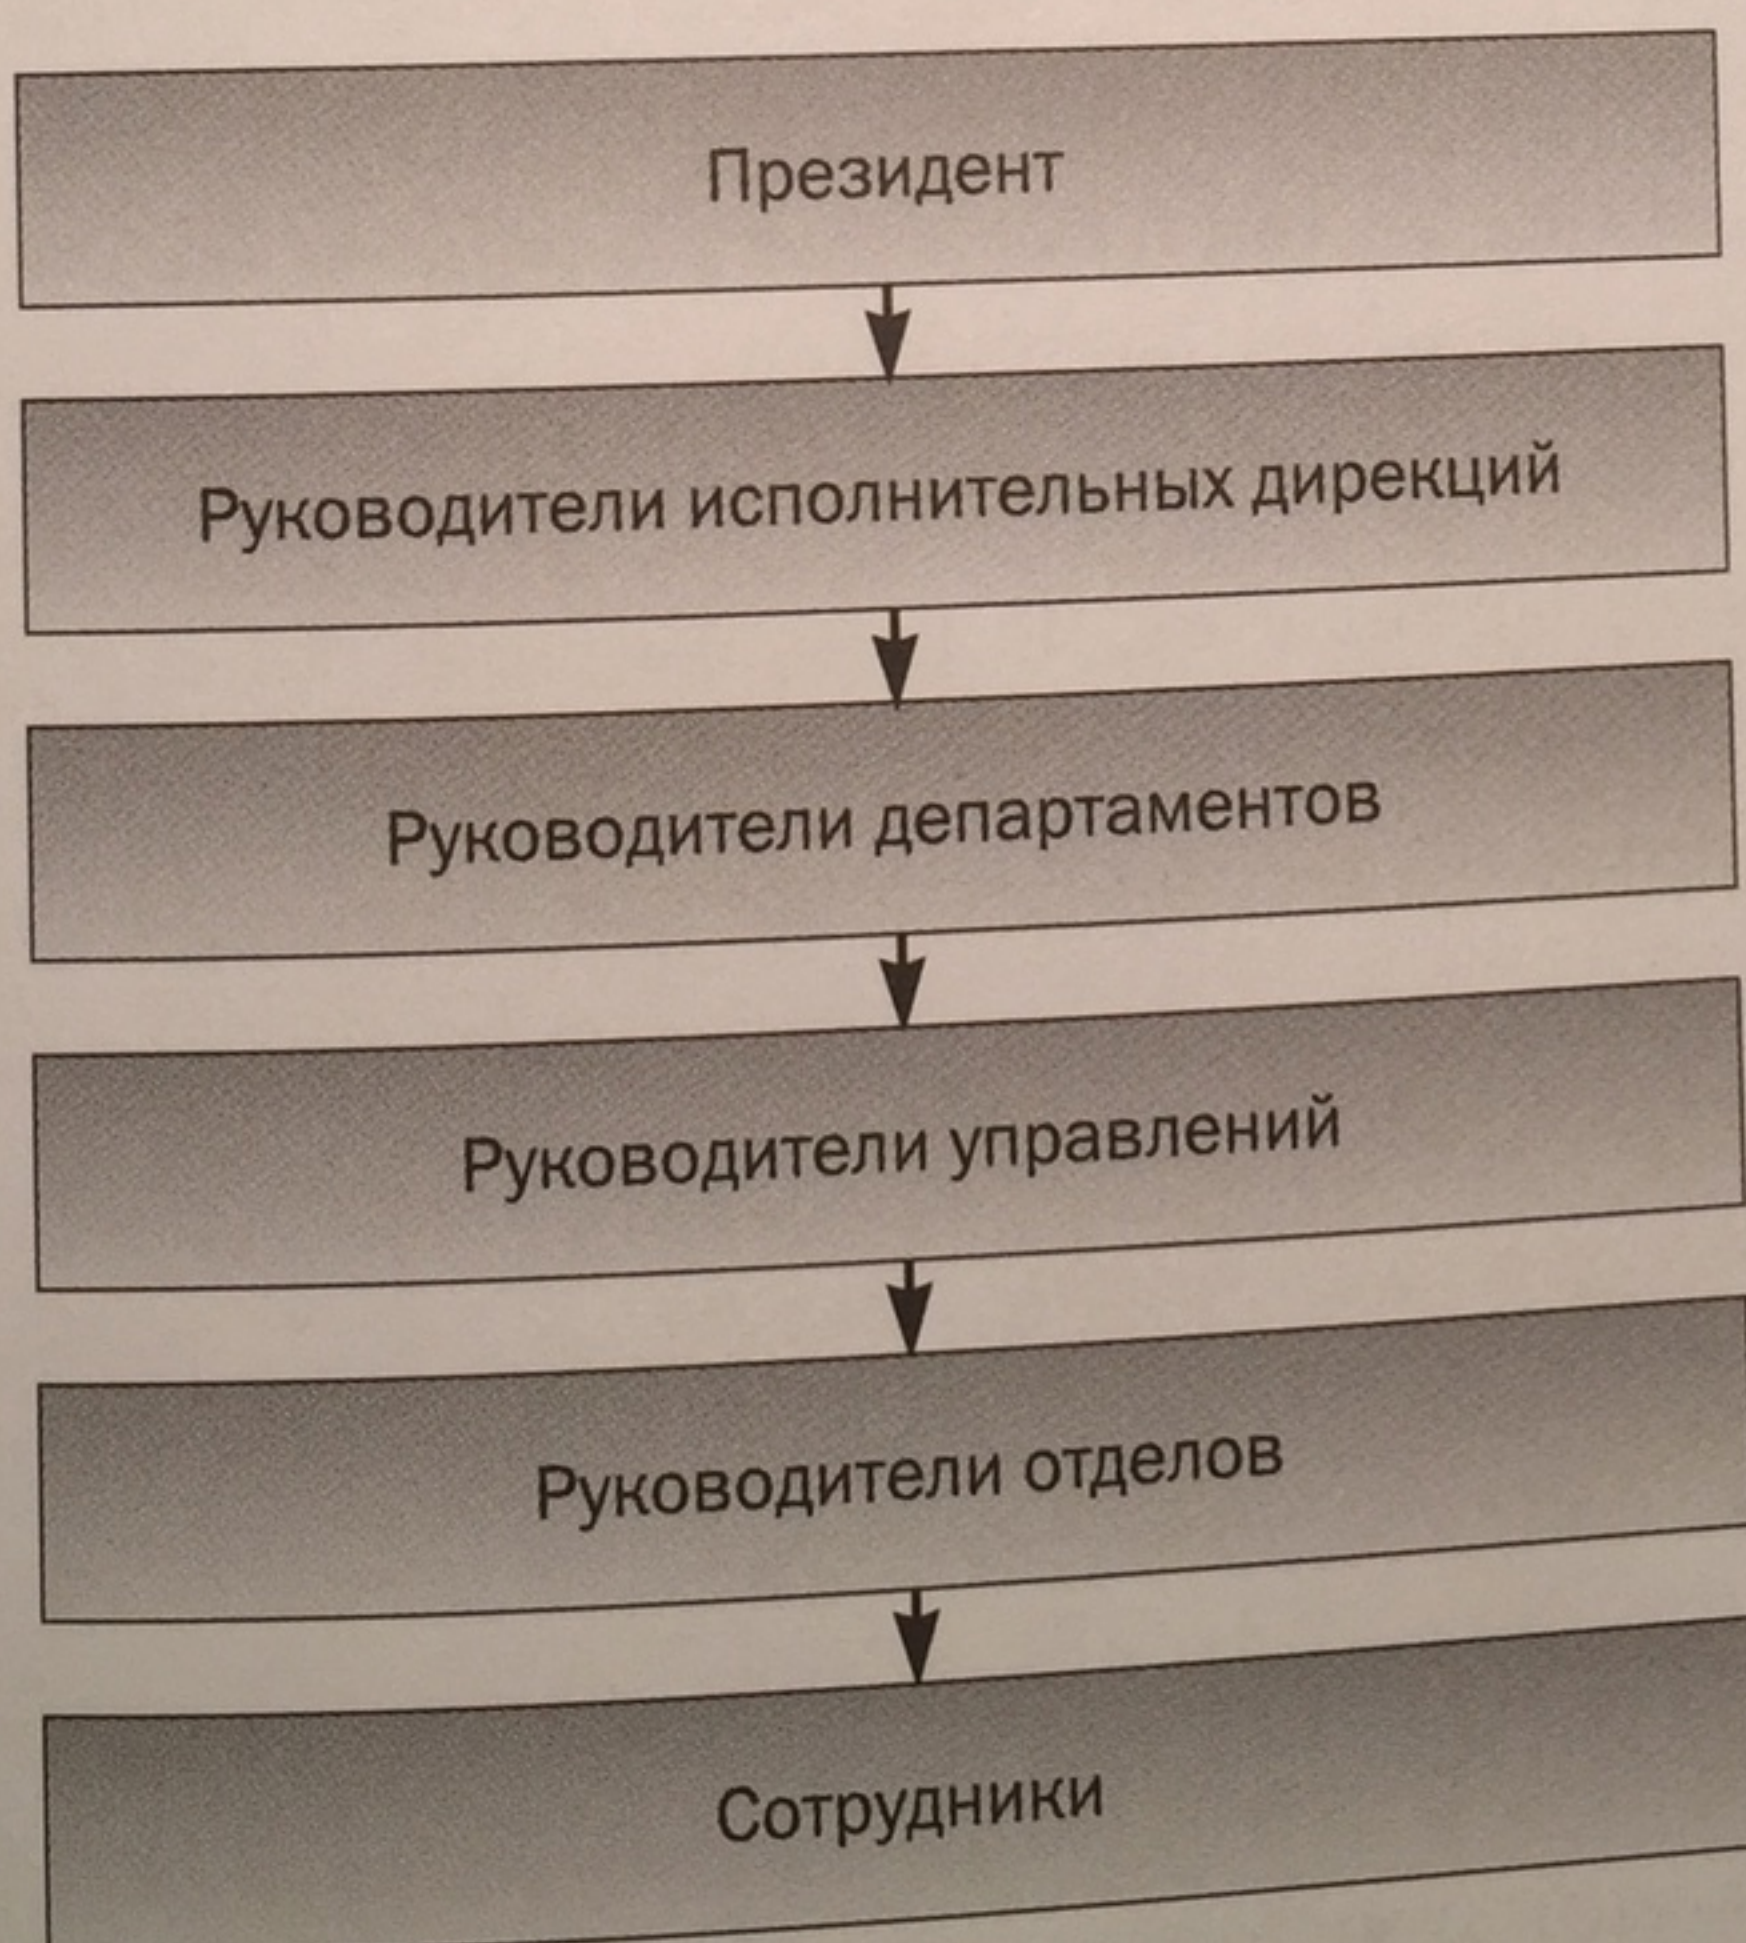 Президент
Руководители исполнительных дирекций
Руководители департаментов
Руководители управлений
Руководители отделов
Сотрудники